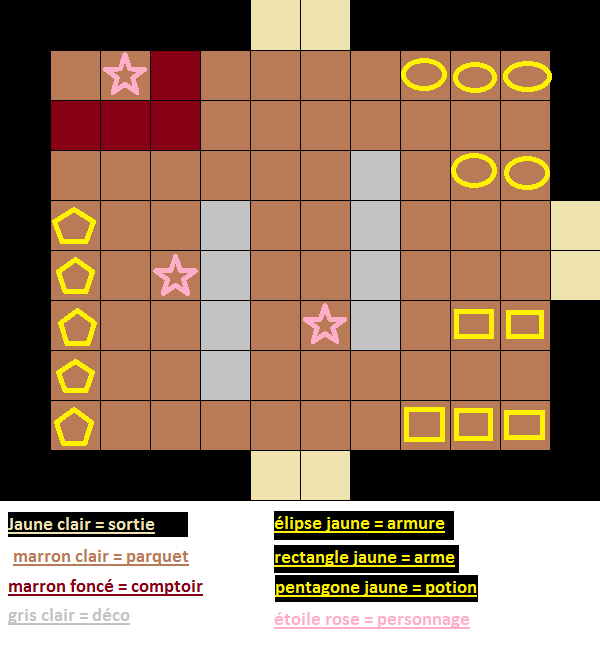 Jaune clair = sortie
marron clair = parquet
marron foncé = comptoir
gris clair = déco
élipse jaune = armure
rectangle jaune = arme
pentagone jaune = potion
étoile rose = personnage